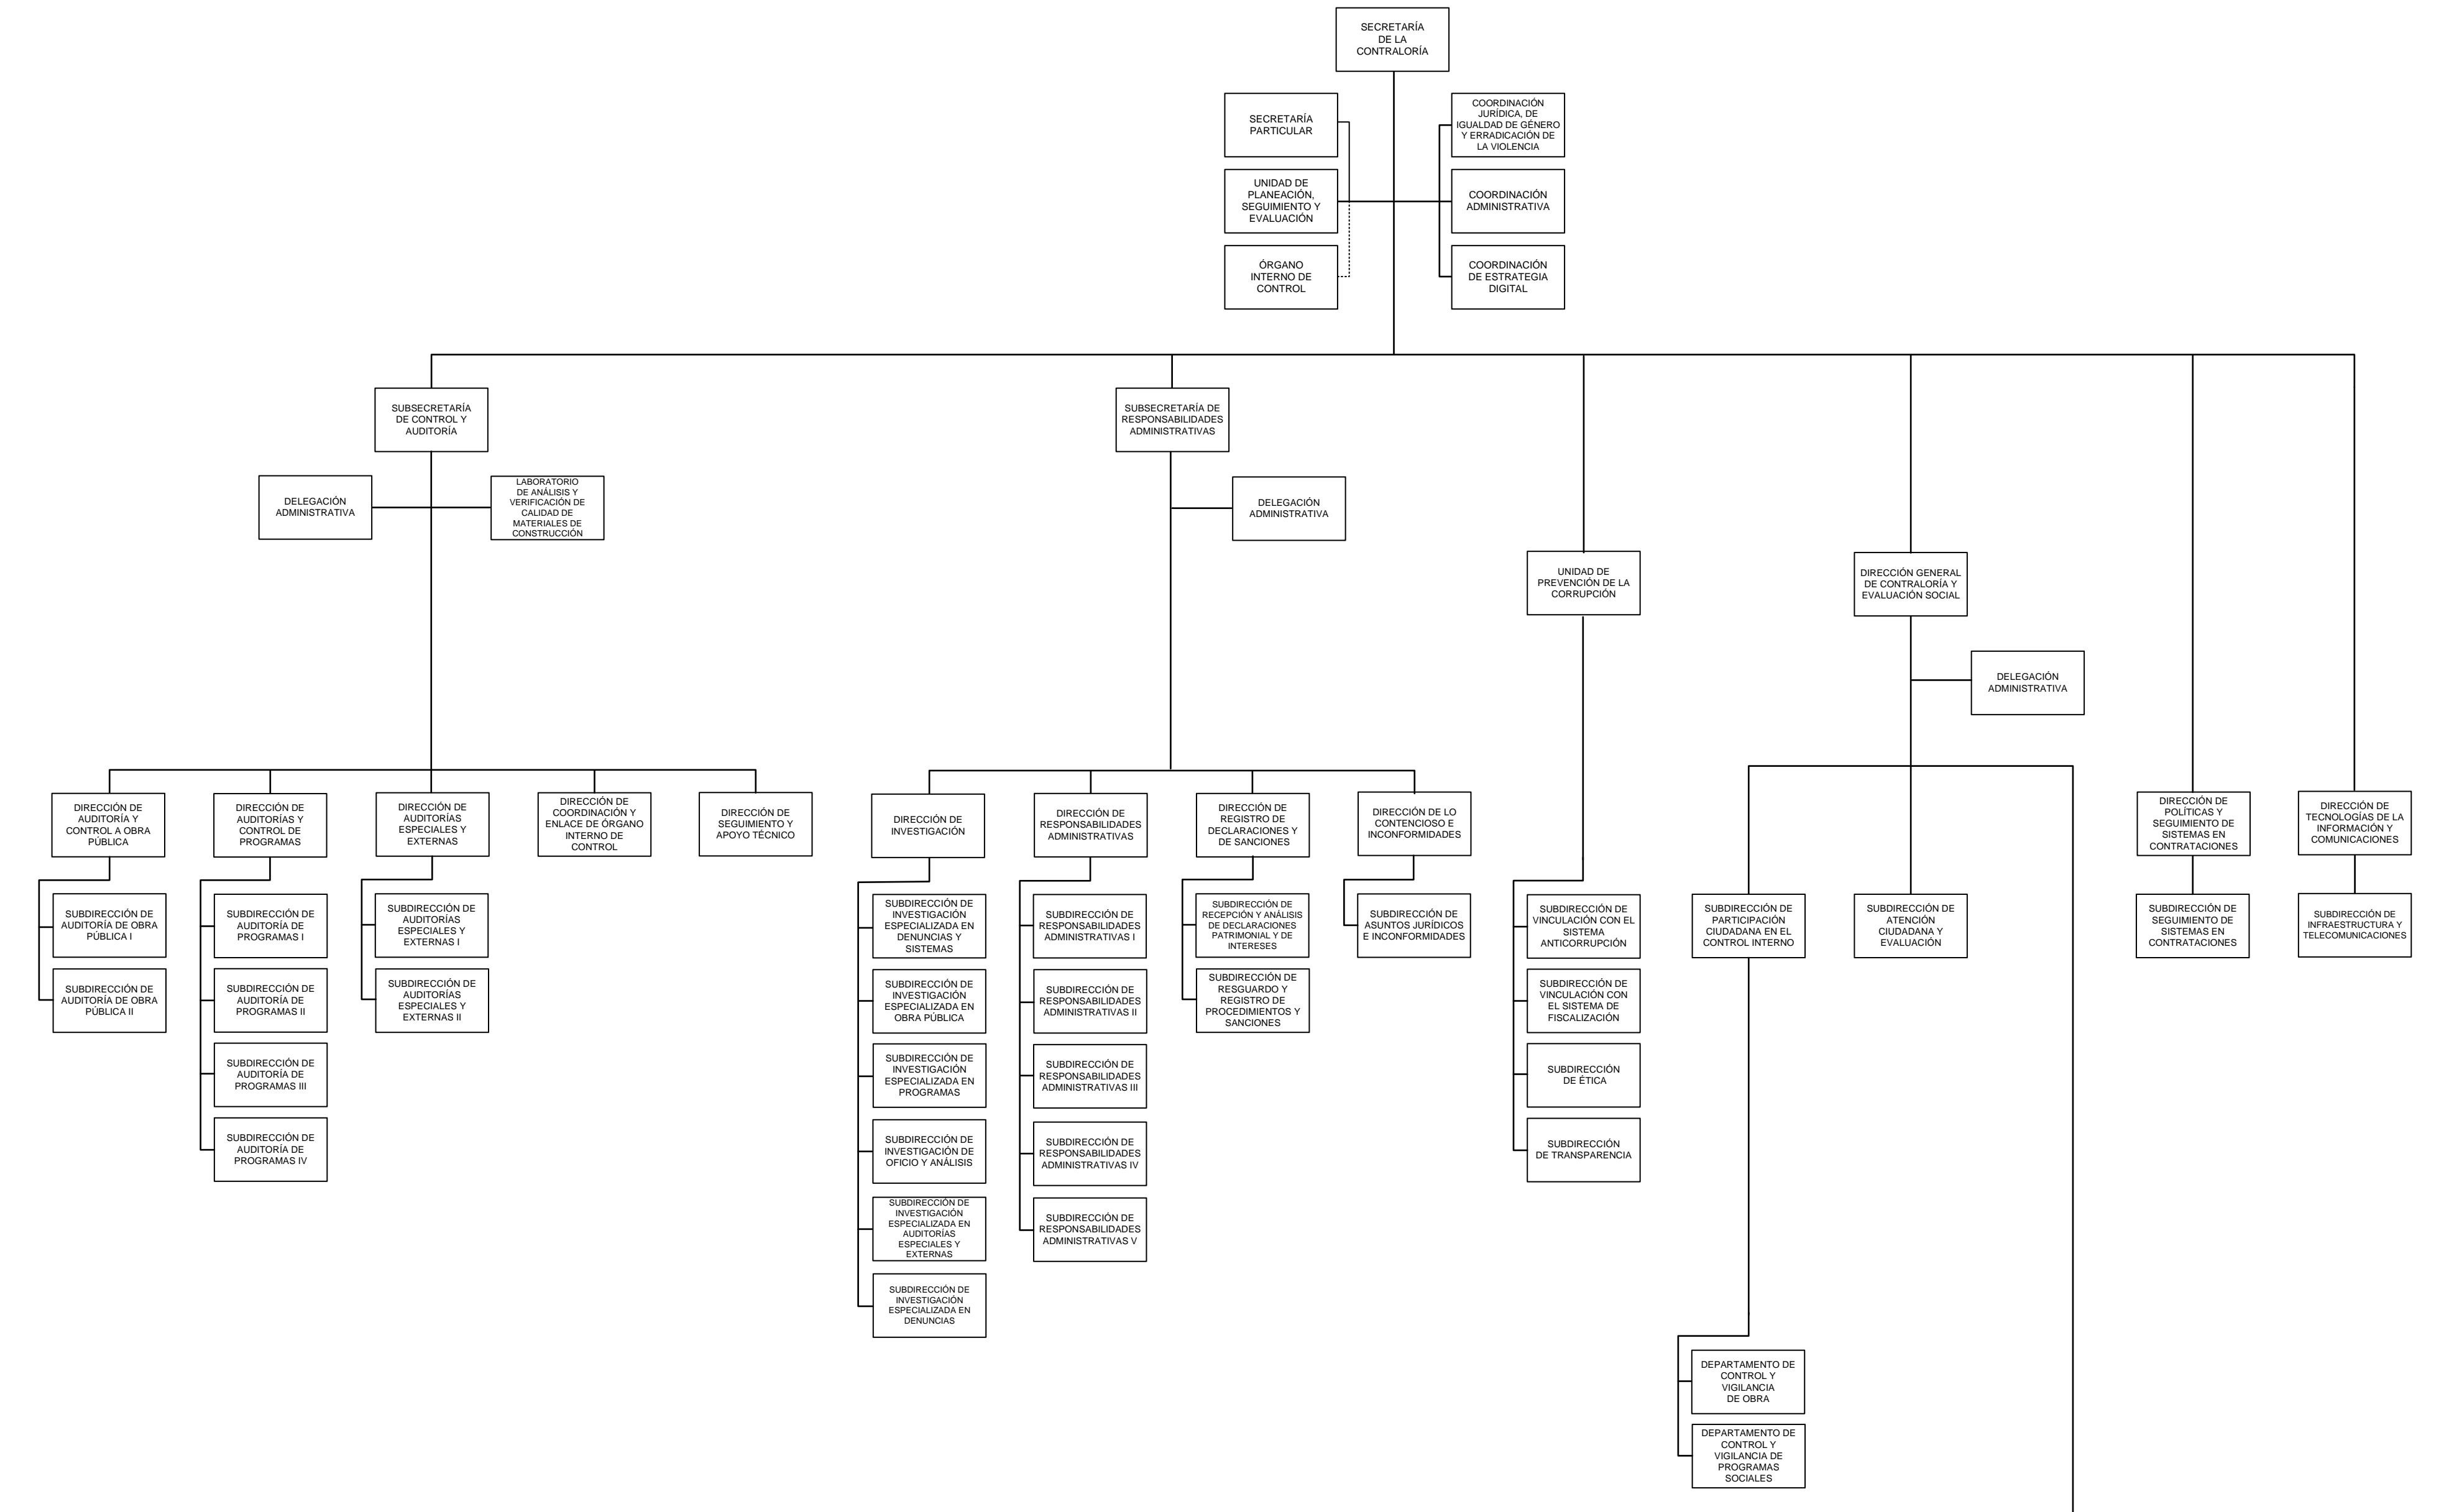 SECRETARÍA
DE LA
CONTRALORÍA
SECRETARÍA
PARTICULAR
COORDINACIÓN
JURÍDICA, DE
IGUALDAD DE GÉNERO
Y ERRADICACIÓN DE
LA VIOLENCIA
UNIDAD DE
PLANEACIÓN,
SEGUIMIENTO Y
EVALUACIÓN
COORDINACIÓN
ADMINISTRATIVA
ÓRGANO
INTERNO DE
CONTROL
COORDINACIÓN
DE ESTRATEGIA
DIGITAL
SUBSECRETARÍA
DE CONTROL Y
AUDITORÍA
SUBSECRETARÍA DE
RESPONSABILIDADES
ADMINISTRATIVAS
DELEGACIÓN
ADMINISTRATIVA
LABORATORIO
DE ANÁLISIS Y
VERIFICACIÓN DE
CALIDAD DE
MATERIALES DE
CONSTRUCCIÓN
DELEGACIÓN
ADMINISTRATIVA
UNIDAD DE
PREVENCIÓN DE LA
CORRUPCIÓN
DIRECCIÓN GENERAL
DE CONTRALORÍA Y
EVALUACIÓN SOCIAL
DELEGACIÓN
ADMINISTRATIVA
DIRECCIÓN DE
AUDITORÍA Y
CONTROL A OBRA
PÚBLICA
DIRECCIÓN DE
AUDITORÍAS Y
CONTROL DE
PROGRAMAS
DIRECCIÓN DE
AUDITORÍAS
ESPECIALES Y
EXTERNAS
DIRECCIÓN DE
COORDINACIÓN Y
ENLACE DE ÓRGANO
INTERNO DE
CONTROL
DIRECCIÓN DE
SEGUIMIENTO Y
APOYO TÉCNICO
DIRECCIÓN DE
INVESTIGACIÓN
DIRECCIÓN DE
RESPONSABILIDADES
ADMINISTRATIVAS
DIRECCIÓN DE
REGISTRO DE
DECLARACIONES Y
DE SANCIONES
DIRECCIÓN DE LO
CONTENCIOSO E
INCONFORMIDADES
DIRECCIÓN DE
POLÍTICAS Y
SEGUIMIENTO DE
SISTEMAS EN
CONTRATACIONES
DIRECCIÓN DE
TECNOLOGÍAS DE LA
INFORMACIÓN Y
COMUNICACIONES
SUBDIRECCIÓN DE
AUDITORÍA DE OBRA
PÚBLICA I
SUBDIRECCIÓN DE
AUDITORÍA DE
PROGRAMAS I
SUBDIRECCIÓN DE
AUDITORÍAS
ESPECIALES Y
EXTERNAS I
SUBDIRECCIÓN DE
INVESTIGACIÓN
ESPECIALIZADA EN
DENUNCIAS Y
SISTEMAS
SUBDIRECCIÓN DE
RESPONSABILIDADES
ADMINISTRATIVAS I
SUBDIRECCIÓN DE
RECEPCIÓN Y ANÁLISIS
DE DECLARACIONES
PATRIMONIAL Y DE
INTERESES
SUBDIRECCIÓN DE
ASUNTOS JURÍDICOS
E INCONFORMIDADES
SUBDIRECCIÓN DE
VINCULACIÓN CON EL
SISTEMA
ANTICORRUPCIÓN
SUBDIRECCIÓN DE
PARTICIPACIÓN
CIUDADANA EN EL
CONTROL INTERNO
SUBDIRECCIÓN DE
ATENCIÓN
CIUDADANA Y
EVALUACIÓN
SUBDIRECCIÓN DE
SEGUIMIENTO DE
SISTEMAS EN
CONTRATACIONES
SUBDIRECCIÓN DE
INFRAESTRUCTURA Y
TELECOMUNICACIONES
SUBDIRECCIÓN DE
AUDITORÍA DE OBRA
PÚBLICA II
SUBDIRECCIÓN DE
AUDITORÍA DE
PROGRAMAS II
SUBDIRECCIÓN DE
AUDITORÍAS
ESPECIALES Y
EXTERNAS II
SUBDIRECCIÓN DE
INVESTIGACIÓN
ESPECIALIZADA EN
OBRA PÚBLICA
SUBDIRECCIÓN DE
RESPONSABILIDADES
ADMINISTRATIVAS II
SUBDIRECCIÓN DE
RESGUARDO Y
REGISTRO DE
PROCEDIMIENTOS Y
SANCIONES
SUBDIRECCIÓN DE
VINCULACIÓN CON
EL SISTEMA DE
FISCALIZACIÓN
SUBDIRECCIÓN DE
AUDITORÍA DE
PROGRAMAS III
SUBDIRECCIÓN DE
INVESTIGACIÓN
ESPECIALIZADA EN
PROGRAMAS
SUBDIRECCIÓN DE
RESPONSABILIDADES
ADMINISTRATIVAS III
SUBDIRECCIÓN
DE ÉTICA
SUBDIRECCIÓN DE
AUDITORÍA DE
PROGRAMAS IV
SUBDIRECCIÓN DE
INVESTIGACIÓN DE
OFICIO Y ANÁLISIS
SUBDIRECCIÓN DE
RESPONSABILIDADES
ADMINISTRATIVAS IV
SUBDIRECCIÓN
DE TRANSPARENCIA
SUBDIRECCIÓN DE
INVESTIGACIÓN
ESPECIALIZADA EN
AUDITORÍAS
ESPECIALES Y
EXTERNAS
SUBDIRECCIÓN DE
RESPONSABILIDADES
ADMINISTRATIVAS V
SUBDIRECCIÓN DE
INVESTIGACIÓN
ESPECIALIZADA EN
DENUNCIAS
DEPARTAMENTO DE
CONTROL Y
VIGILANCIA
DE OBRA
DEPARTAMENTO DE
CONTROL Y
VIGILANCIA DE
PROGRAMAS
SOCIALES